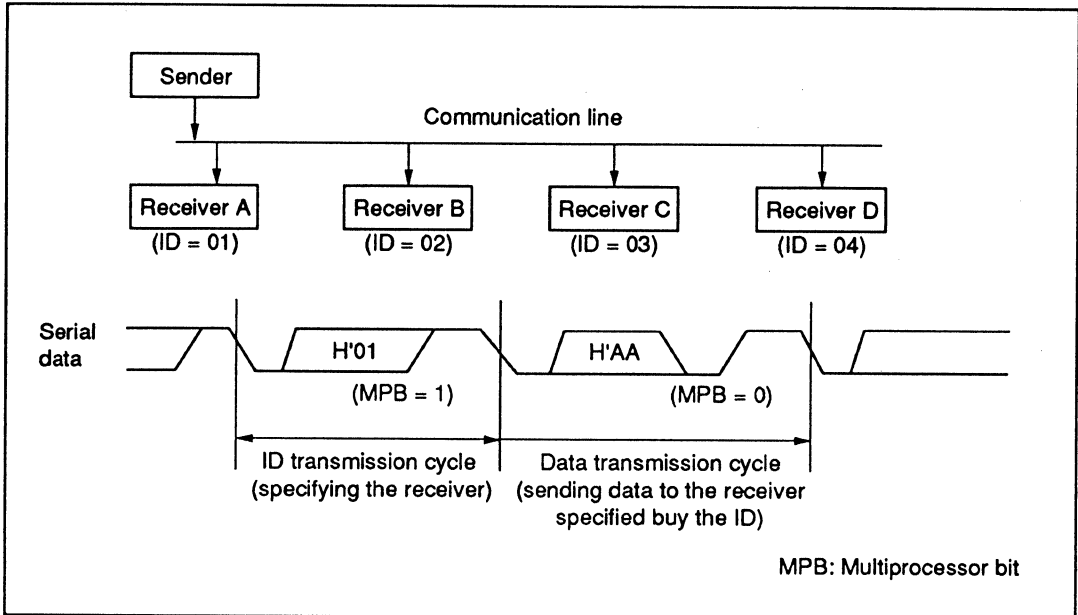 Sender
Communication line
Receiver A
Receiver B
Receiver C
Receiver D
(ID = 01)
(ID = 02)
(ID = 03)
(ID = 04)
Serial
data
H'01
H'AA
(MPB = 1)
(MPB = 0)
ID transmission cycle
(specifying the receiver)
Data transmission cycle
(sending data to the receiver
specified buy the ID)
MPB: Multiprocessor bit